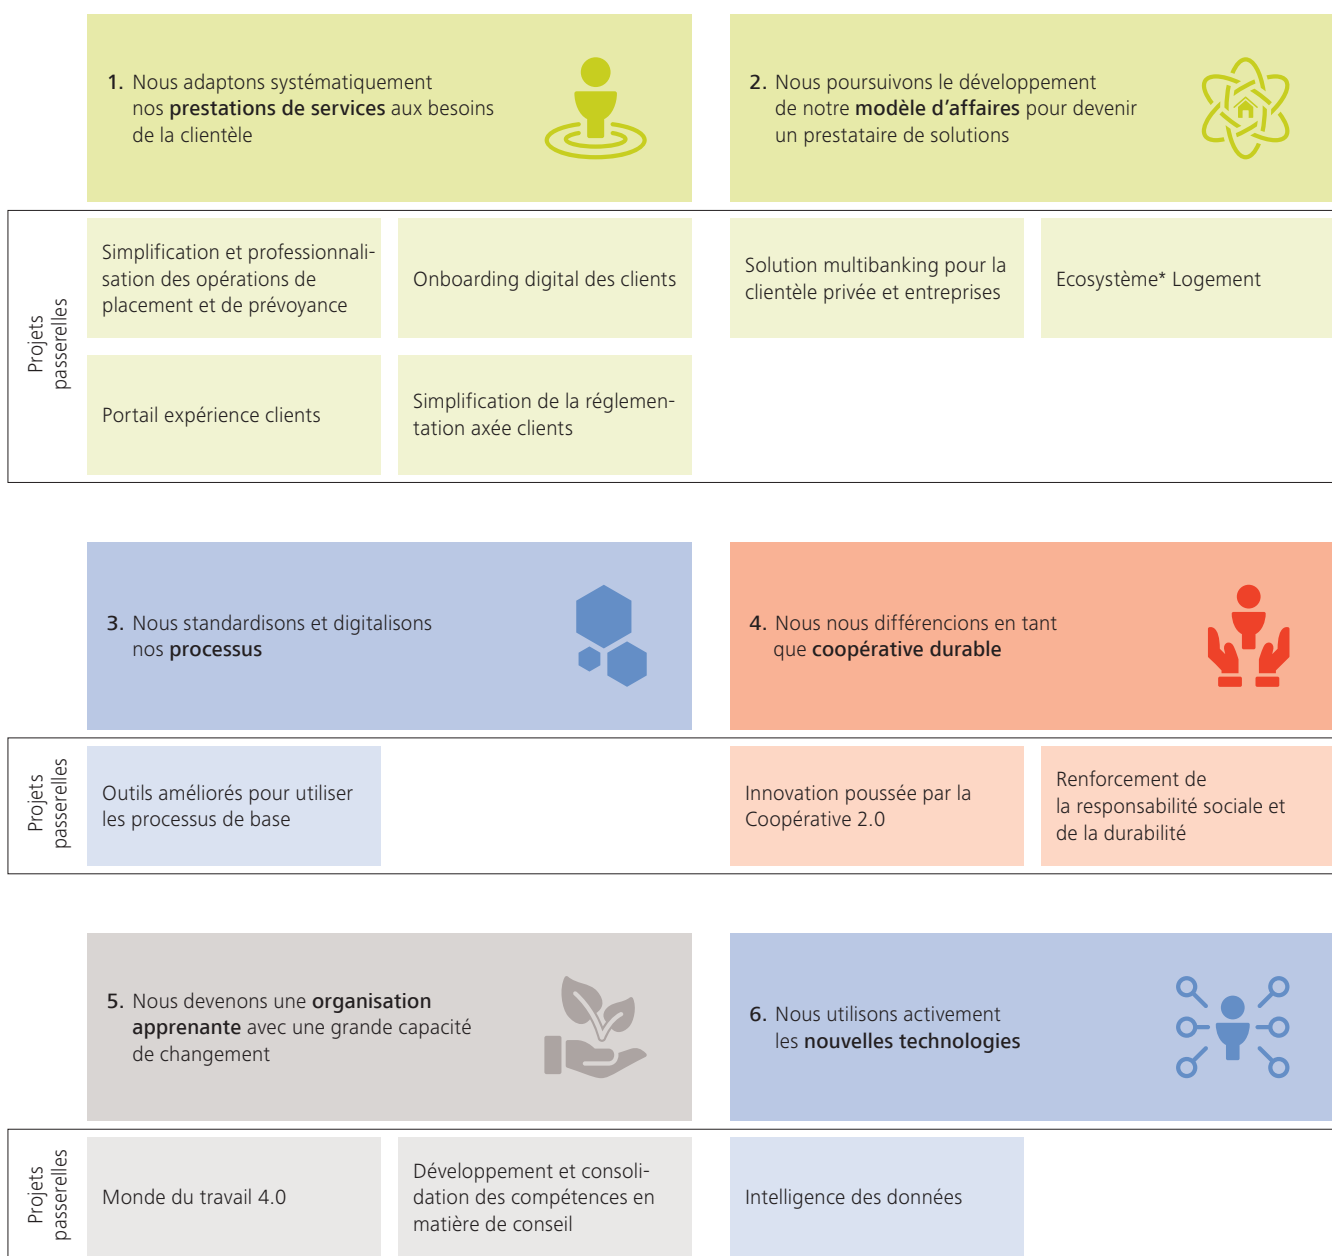 1. Nous adaptons systématiquement
nos prestations de services aux besoins
de la clientèle
2. Nous poursuivons le développement
de notre modèle d'affaires pour devenir
un prestataire de solutions
Projets
passerelles
Simplification et professionnali-
sation des opérations de
placement et de prévoyance
Onboarding digital des clients
Solution multibanking pour la
clientèle privée et entreprises
Ecosystème* Logement
Portail expérience clients
Simplification de la réglemen-
tation axée clients
3. Nous standardisons et digitalisons
nos processus
4. Nous nous différencions en tant
que coopérative durable
Projets
passerelles
Outils améliorés pour utiliser
les processus de base
Innovation poussée par la
Coopérative 2.0
Renforcement de
la responsabilité sociale et
de la durabilité
5. Nous devenons une organisation
apprenante avec une grande capacité
de changement
6. Nous utilisons activement
les nouvelles technologies
Projets
passerelles
Monde du travail 4.0
Développement et consoli-
dation des compétences en
matière de conseil
Intelligence des données